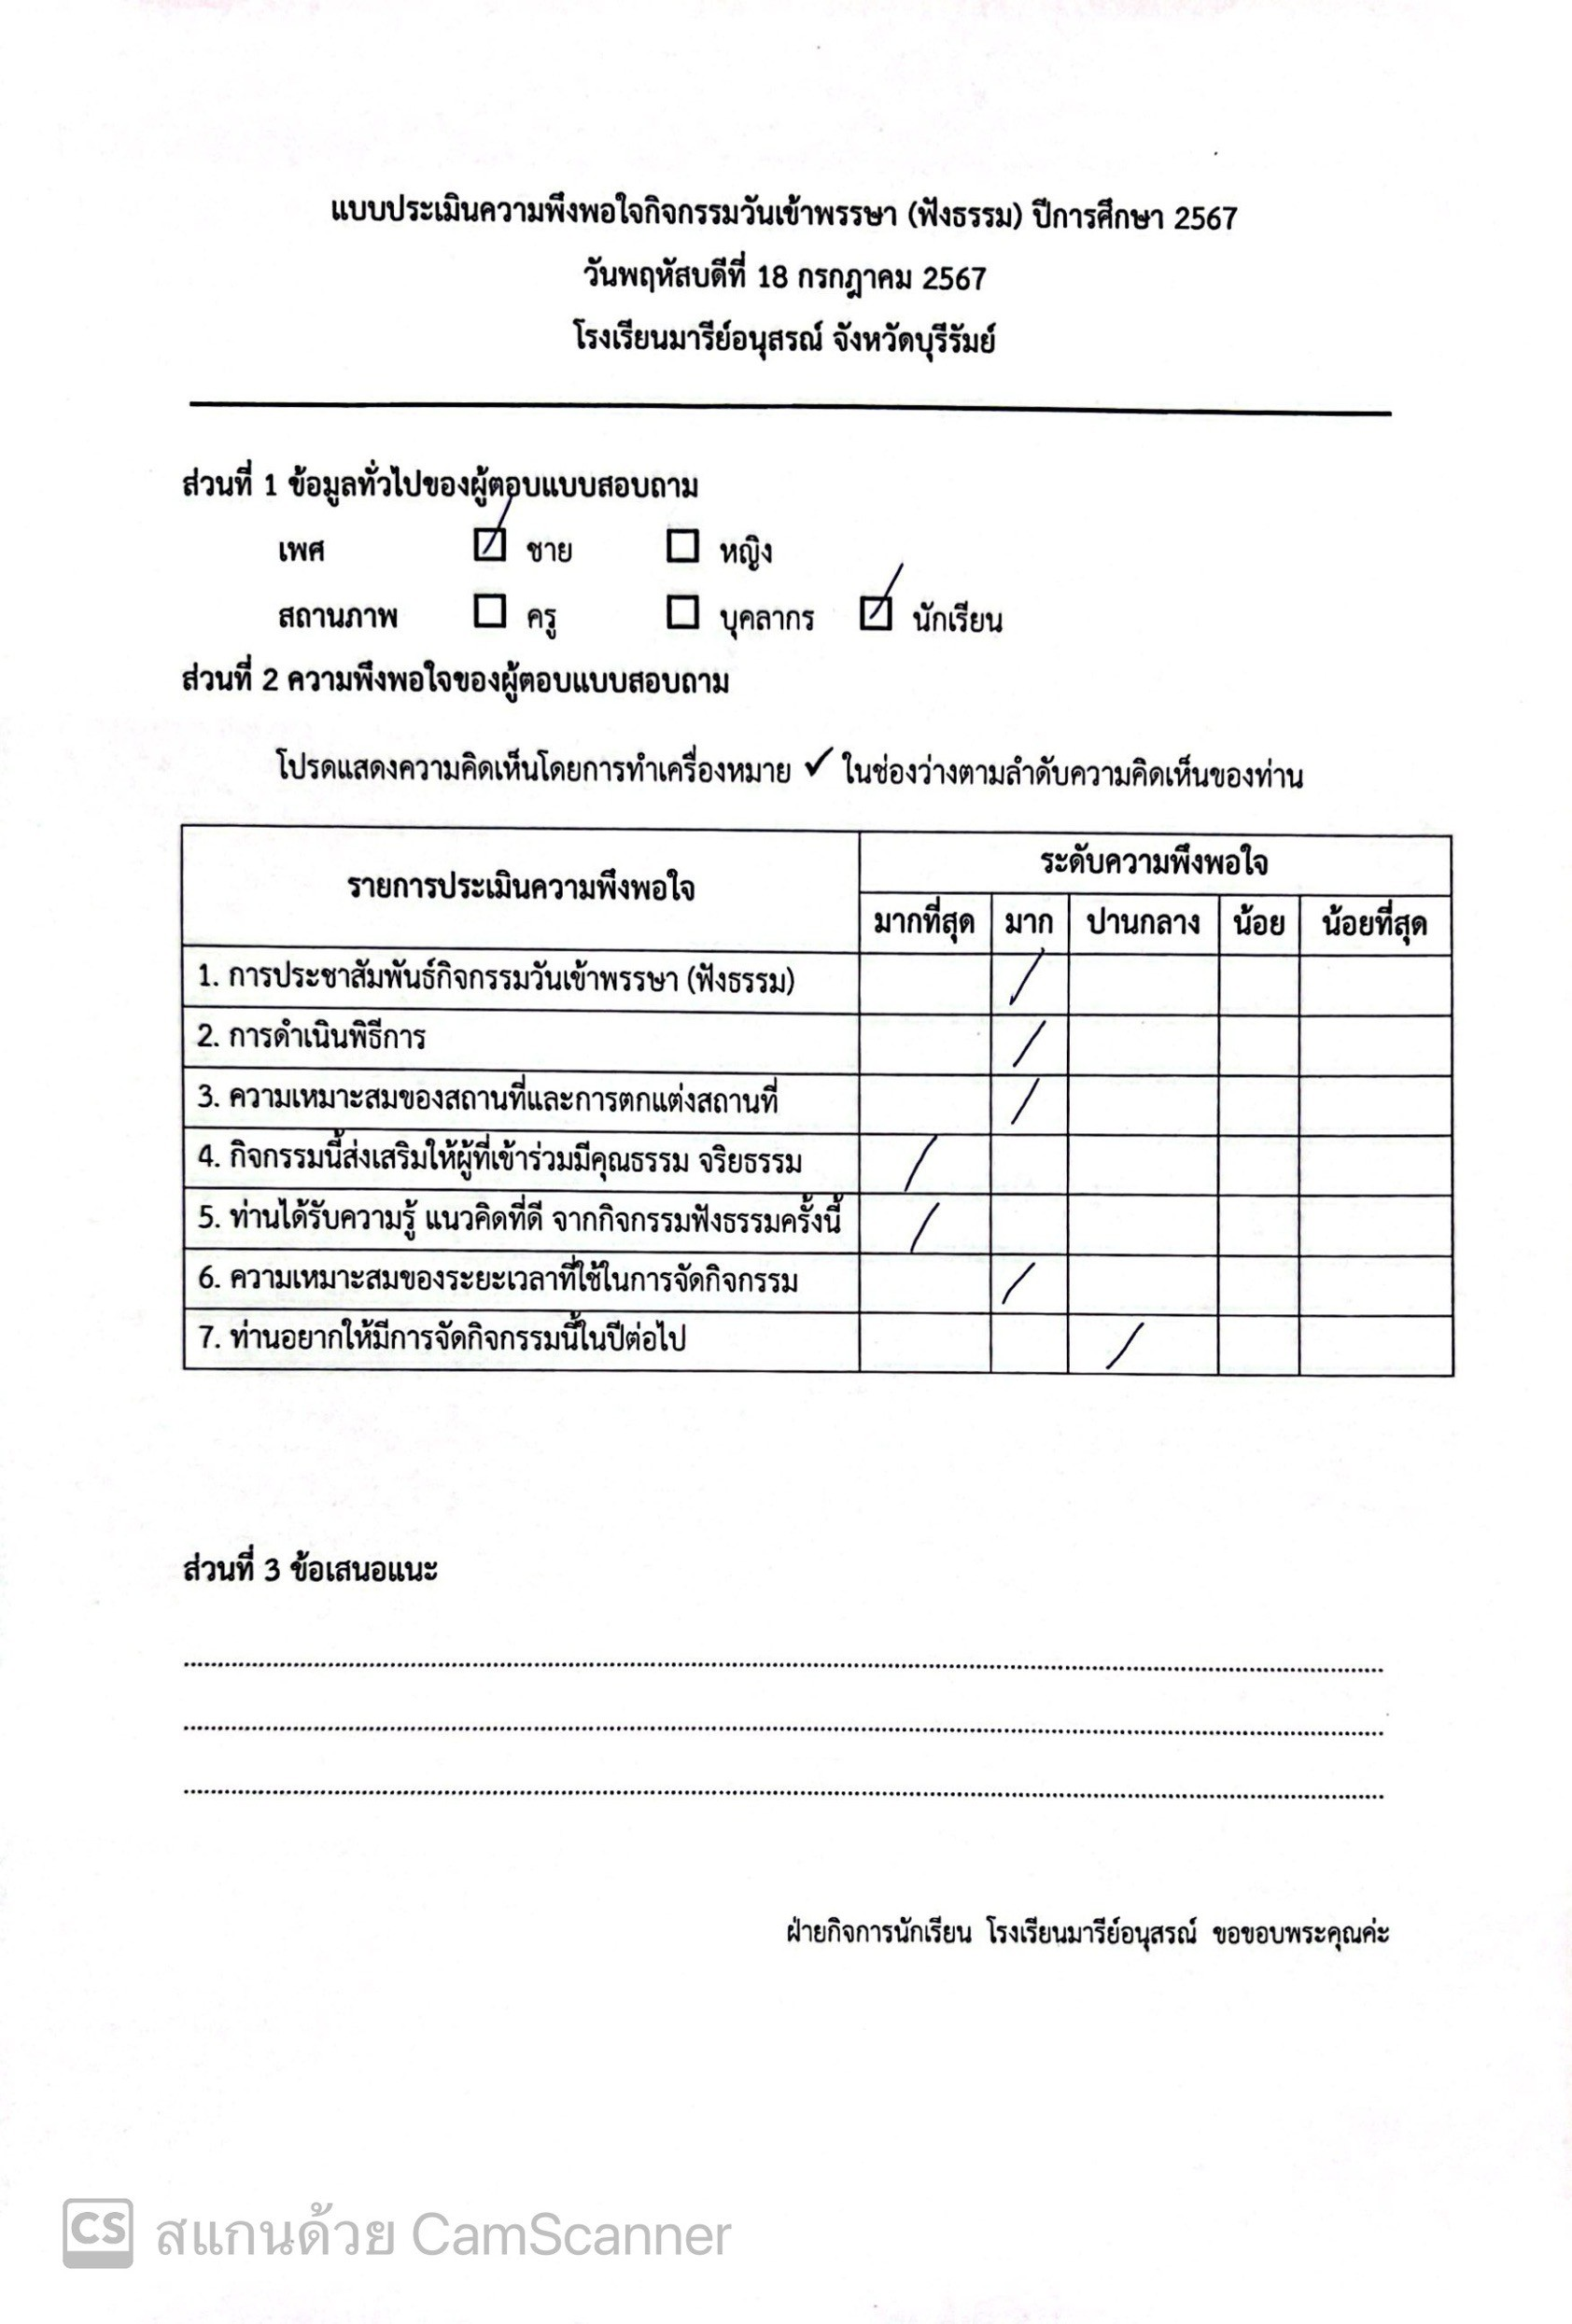 แบบประเมินความพึงพอใจกิจกรรมวันเข้าพรรษา (ฟังธรรม) ปีการศึกษา 2567
วันพฤหัสบดีที่ 18 กรกฎาคม 2567
โรงเรียนมารีย์อนุสรณ์ จังหวัดบุรีรัมย์
ส่วนที่ 1 ข้อมูลทั่วไปของผู้ตอบแบบสอบถาม
เพศ ☑ ชาย ☐ หญิง
สถานภาพ ☐ ครู ☐ บุคลากร ☑ นักเรียน
ส่วนที่ 2 ความพึงพอใจของผู้ตอบแบบสอบถาม
โปรดแสดงความคิดเห็นโดยการทำเครื่องหมาย ✓ ในช่องว่างตามลำดับความคิดเห็นของท่าน
รายการประเมินความพึงพอใจ ระดับความพึงพอใจ
มากที่สุด มาก ปานกลาง น้อย น้อยที่สุด
1. การประชาสัมพันธ์กิจกรรมวันเข้าพรรษา (ฟังธรรม) /
2. การดำเนินพิธีการ /
3. ความเหมาะสมของสถานที่และการตกแต่งสถานที่ /
4. กิจกรรมนี้ส่งเสริมให้ผู้ที่เข้าร่วมมีคุณธรรม จริยธรรม /
5. ท่านได้รับความรู้ แนวคิดที่ดี จากกิจกรรมฟังธรรมครั้งนี้ /
6. ความเหมาะสมของระยะเวลาที่ใช้ในการจัดกิจกรรม /
7. ท่านอยากให้มีการจัดกิจกรรมนี้ในปีต่อไป /
ส่วนที่ 3 ข้อเสนอแนะ
ฝ่ายกิจการนักเรียน โรงเรียนมารีย์อนุสรณ์ ขอขอบพระคุณค่ะ
CS สแกนด้วย CamScanner